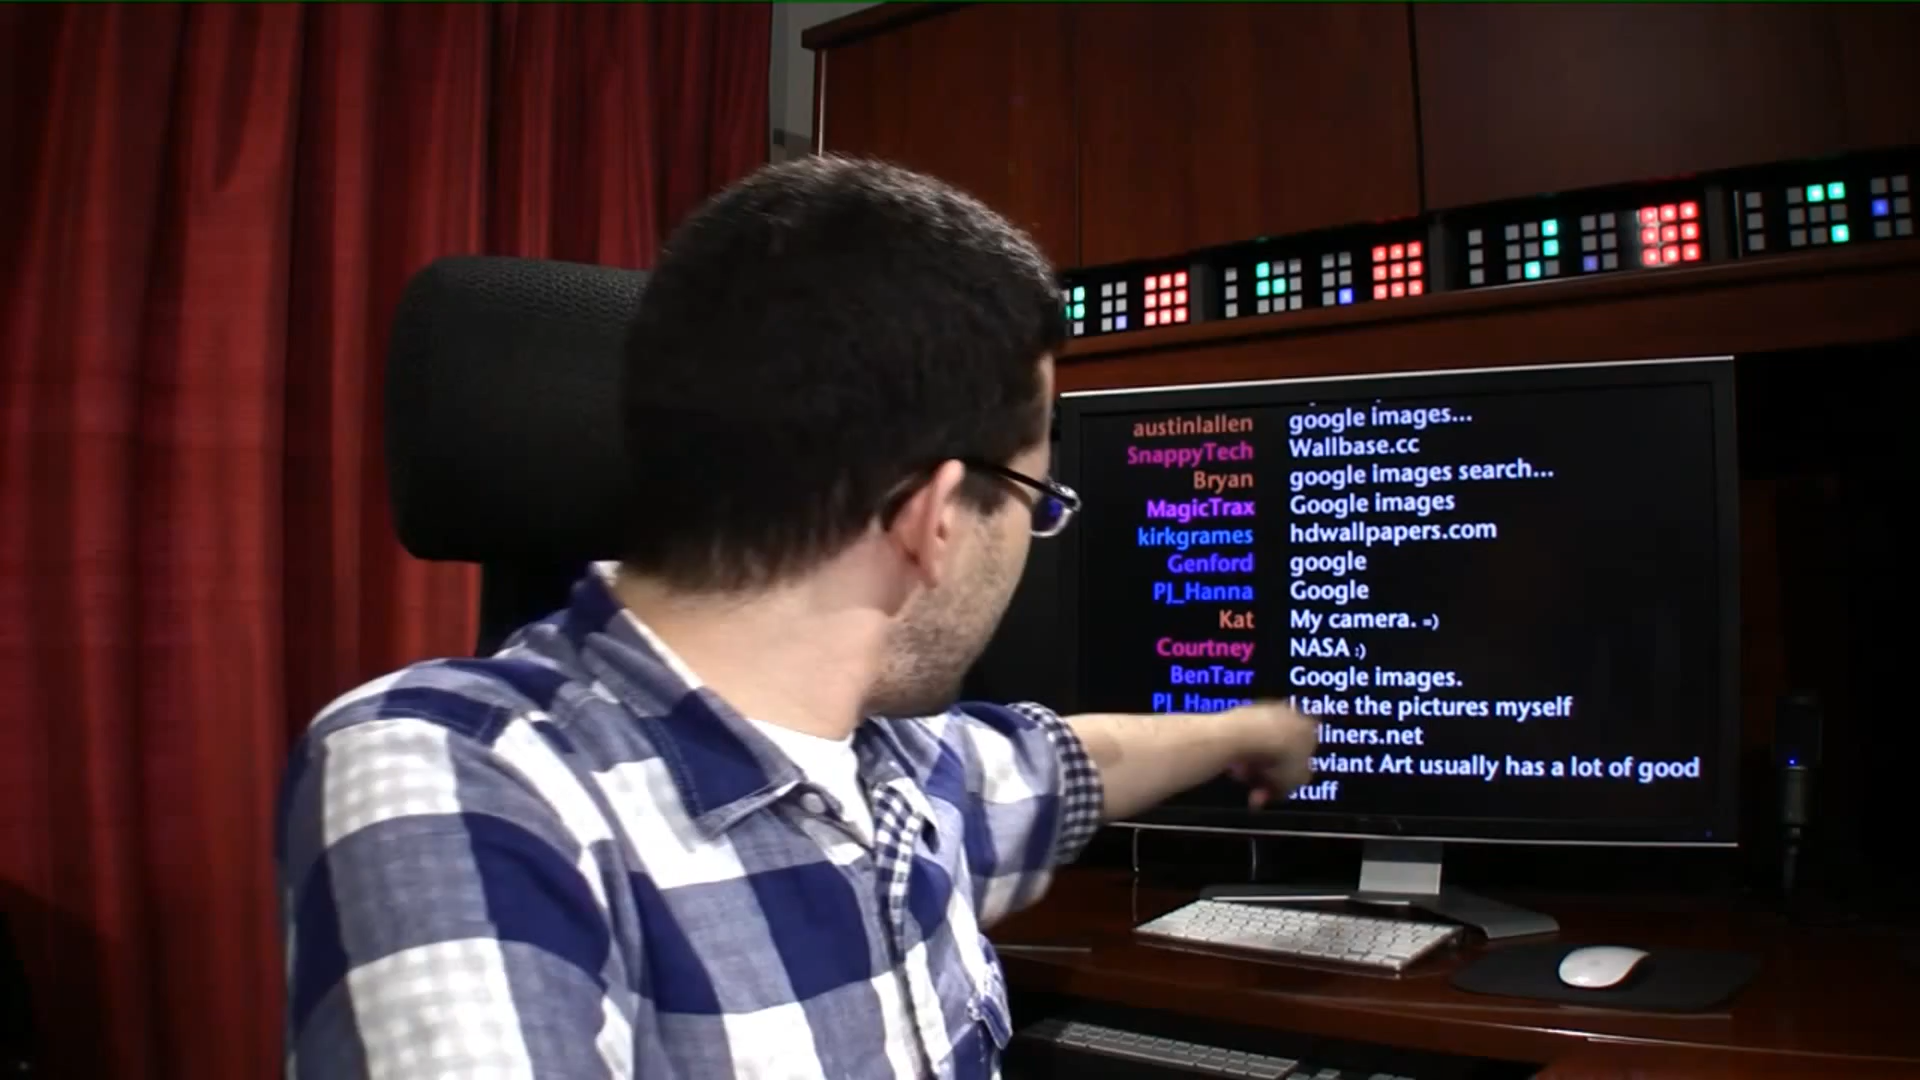 austinlallen google images...
SnappyTech Wallbase.cc
Bryan google images search...
MagicTrax Google images
kirkgrames hdwallpapers.com
Genford google
PJ_Hanna Google
Kat My camera. =)
Courtney NASA :)
BenTarr Google images.
PJ_Hanna I take the pictures myself
liners.net
eviant Art usually has a lot of good
stuff